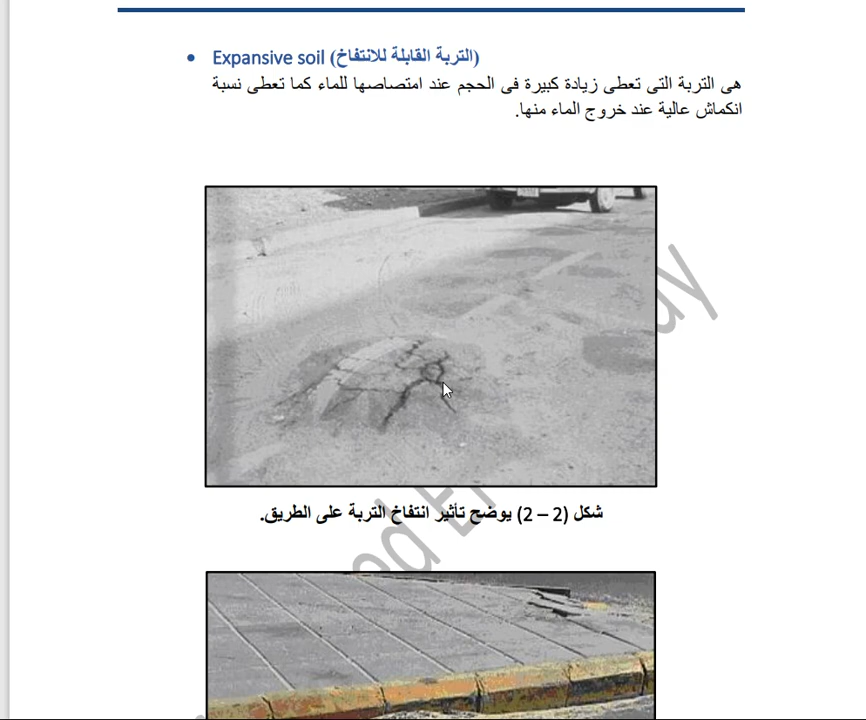 • Expansive soil (التربة القابلة للانتفاخ)
هى التربة التى تعطى زيادة كبيرة فى الحجم عند امتصاصها للماء كما تعطى نسبة
انكماش عالية عند خروج الماء منها.
شكل (2 – 2) يوضح تأثير انتفاخ التربة على الطريق.